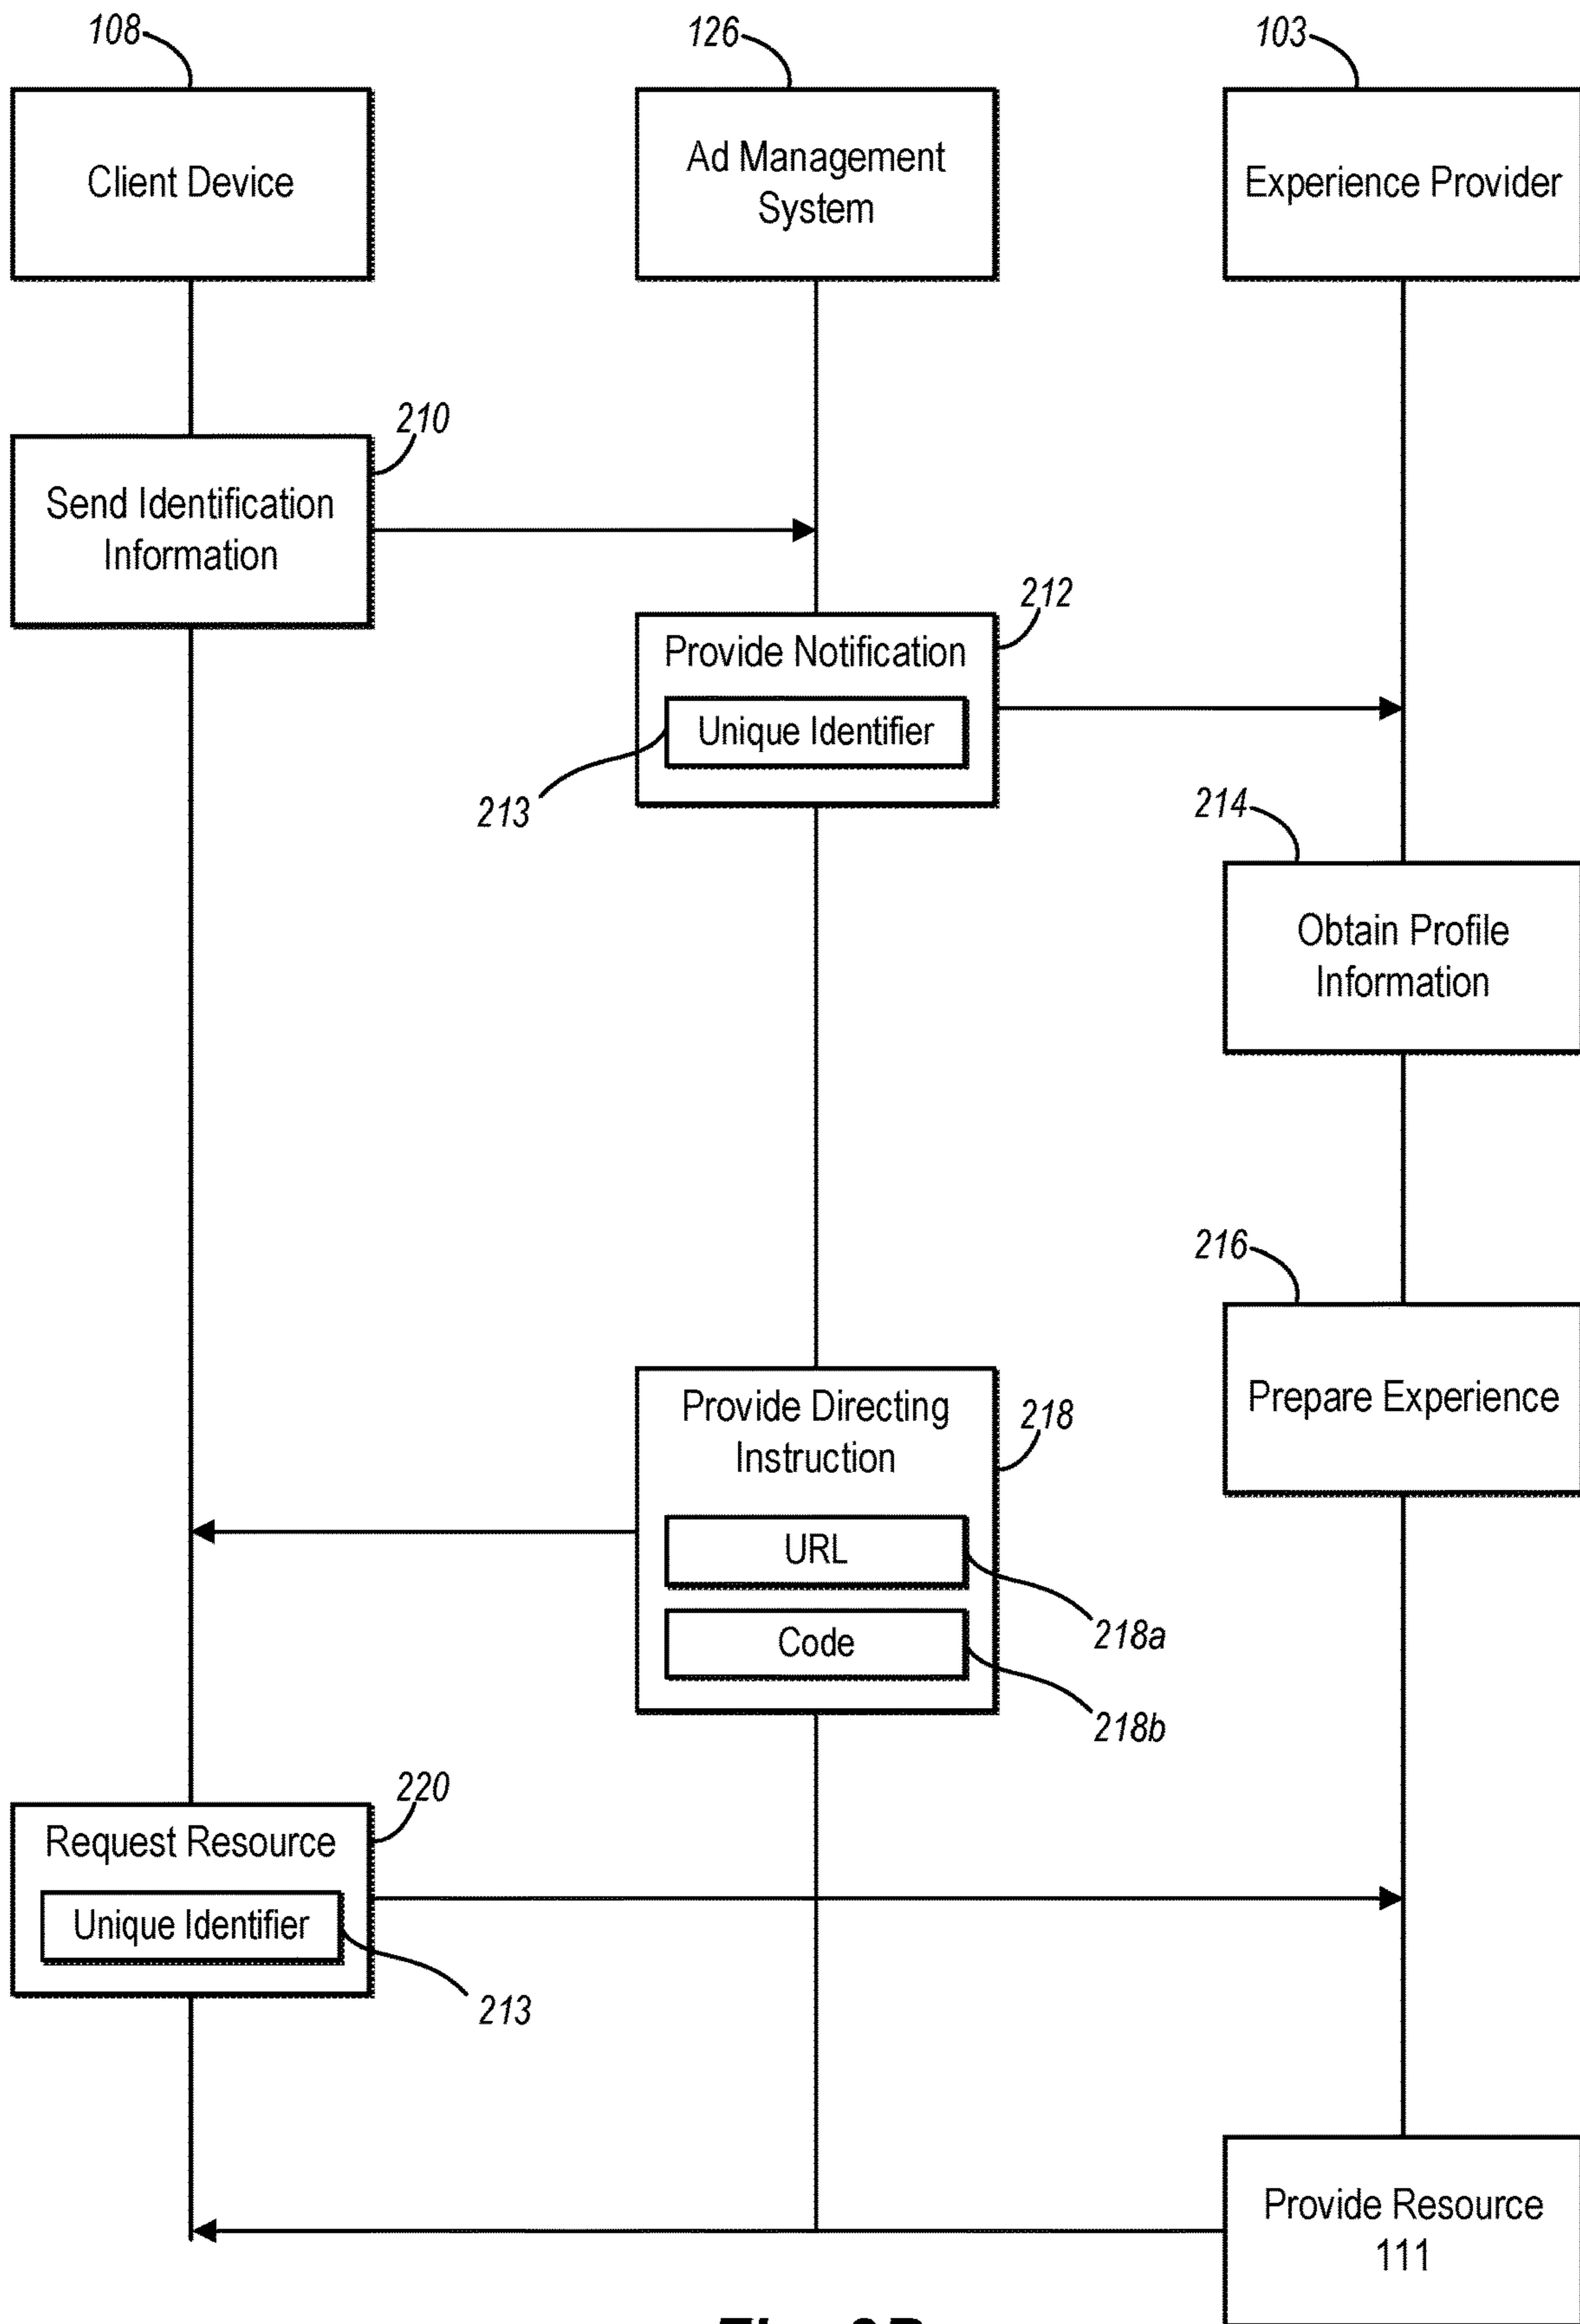 108
126
103
Client Device
Ad Management
System
Experience Provider
210
Send Identification
Information
212
Provide Notification
Unique Identifier
213
214
Obtain Profile
Information
216
Prepare Experience
218
Provide Directing
Instruction
URL
218a
Code
218b
220
Request Resource
Unique Identifier
213
Provide Resource
111